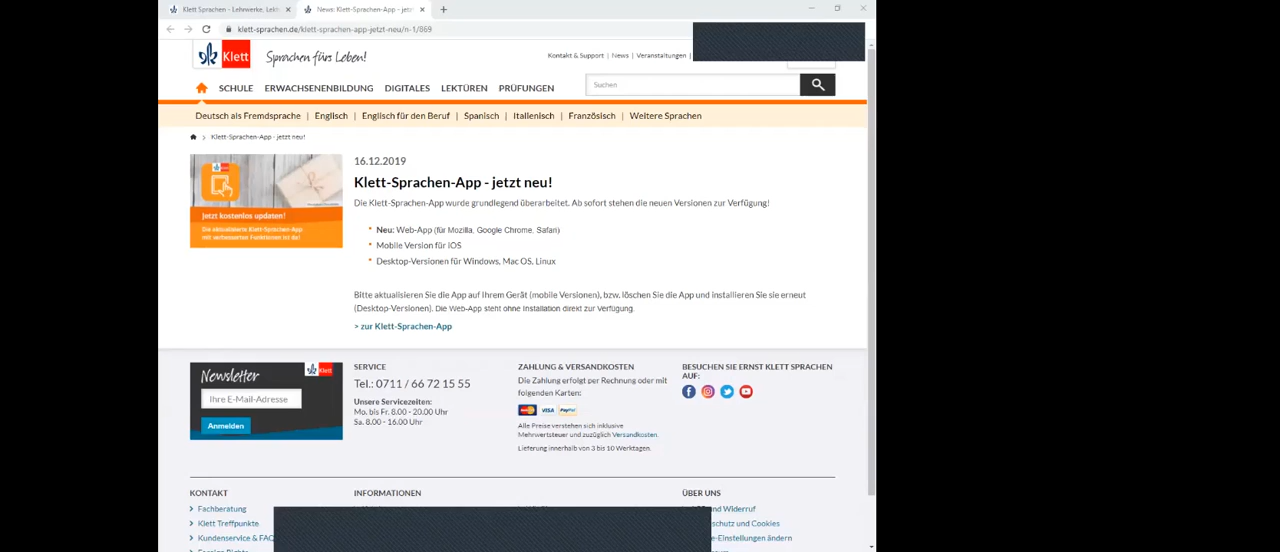 Klett Sprachen - Lehrwerke, Lekt
News: Klett-Sprachen-App - jetz
klett-sprachen.de/klett-sprachen-app-jetzt-neu/n-1/869
Klett
Sprachen fürs Leben!
Kontakt & Support | News | Veranstaltungen |
SCHULE ERWACHSENENBILDUNG DIGITALES LEKTÜREN PRÜFUNGEN
Suchen
Deutsch als Fremdsprache | Englisch | Englisch für den Beruf | Spanisch | Italienisch | Französisch | Weitere Sprachen
Klett-Sprachen-App - jetzt neu!
Jetzt kostenlos updaten!
Die aktualisierte Klett-Sprachen-App
mit verbesserten Funktionen ist da!
16.12.2019
Klett-Sprachen-App - jetzt neu!
Die Klett-Sprachen-App wurde grundlegend überarbeitet. Ab sofort stehen die neuen Versionen zur Verfügung!
Neu: Web-App (für Mozilla, Google Chrome, Safari)
Mobile Version für iOS
Desktop-Versionen für Windows, Mac OS, Linux
Bitte aktualisieren Sie die App auf Ihrem Gerät (mobile Versionen), bzw. löschen Sie die App und installieren Sie sie erneut
(Desktop-Versionen). Die Web-App steht ohne Installation direkt zur Verfügung.
> zur Klett-Sprachen-App
Newsletter
Klett
Ihre E-Mail-Adresse
Anmelden
SERVICE
Tel.: 0711 / 66 72 15 55
Unsere Servicezeiten:
Mo. bis Fr. 8.00 - 20.00 Uhr
Sa. 8.00 - 16.00 Uhr
ZAHLUNG & VERSANDKOSTEN
Die Zahlung erfolgt per Rechnung oder mit
folgenden Karten:
VISA PayPal
Alle Preise verstehen sich inklusive
Mehrwertsteuer und zuzüglich Versandkosten.
Lieferung innerhalb von 3 bis 10 Werktagen.
BESUCHEN SIE ERNST KLETT SPRACHEN
AUF:
KONTAKT
Fachberatung
Klett Treffpunkte
Kundenservice & FAQ
INFORMATIONEN
ÜBER UNS
und Widerruf
schutz und Cookies
e-Einstellungen ändern